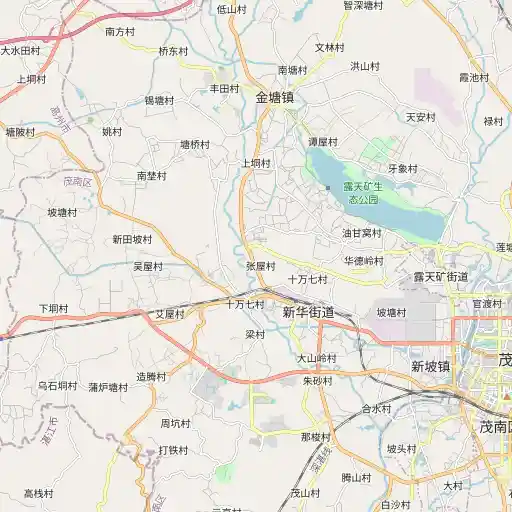 低山村
智深塘村
南方村
文林村
大水田村
桥东村
洪山村
南塘村
霞池村
上垌村
丰田村
金塘镇
锡塘村
天安村
禄村
塘陂村
姚村
谭屋村
塘桥村
上垌村
牙象村
南埜村
茂南区
露天矿生
态公园
坡塘村
油甘窝村
新田坡村
莲塘
华德岭村
吴屋村
张屋村
露天矿街道
十万七村
官渡村
下垌村
十万七村
艾屋村
新华街道
坡塘村
梁村
大山岭村
茂
新坡镇
造腾村
朱砂村
乌石垌村
蒲炉塘村
合水村
周坑村
湛江市
茂南区
那梭村
打铁村
坡头村
深湛线
腾山村
高栈村
茂山村
大村
白沙村